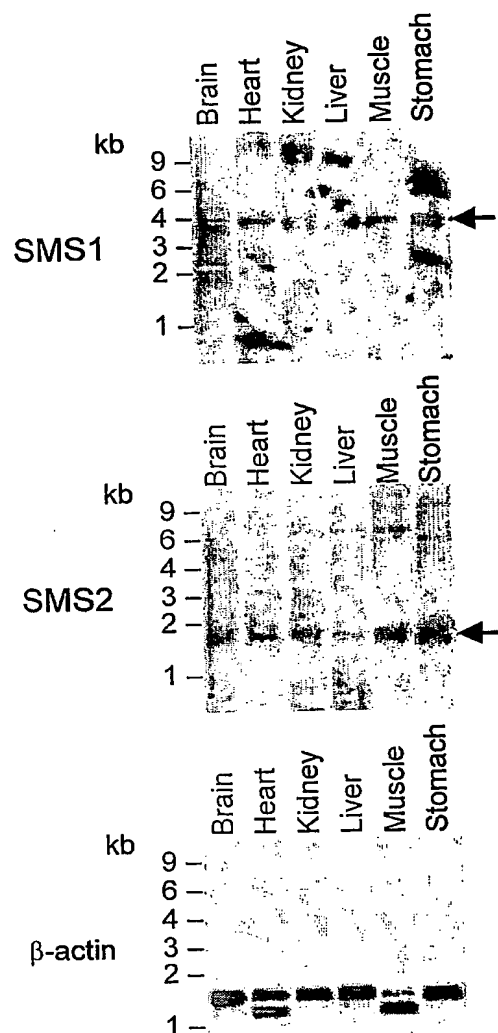 Brain Heart Kidney Liver Muscle Stomach
kb
9
6
4
SMS1
3
2
1
Brain Heart Kidney Liver Muscle Stomach
kb
9
6
4
3
SMS2
2
1
Brain Heart Kidney Liver Muscle Stomach
kb
9
6
4
β-actin
3
2
1